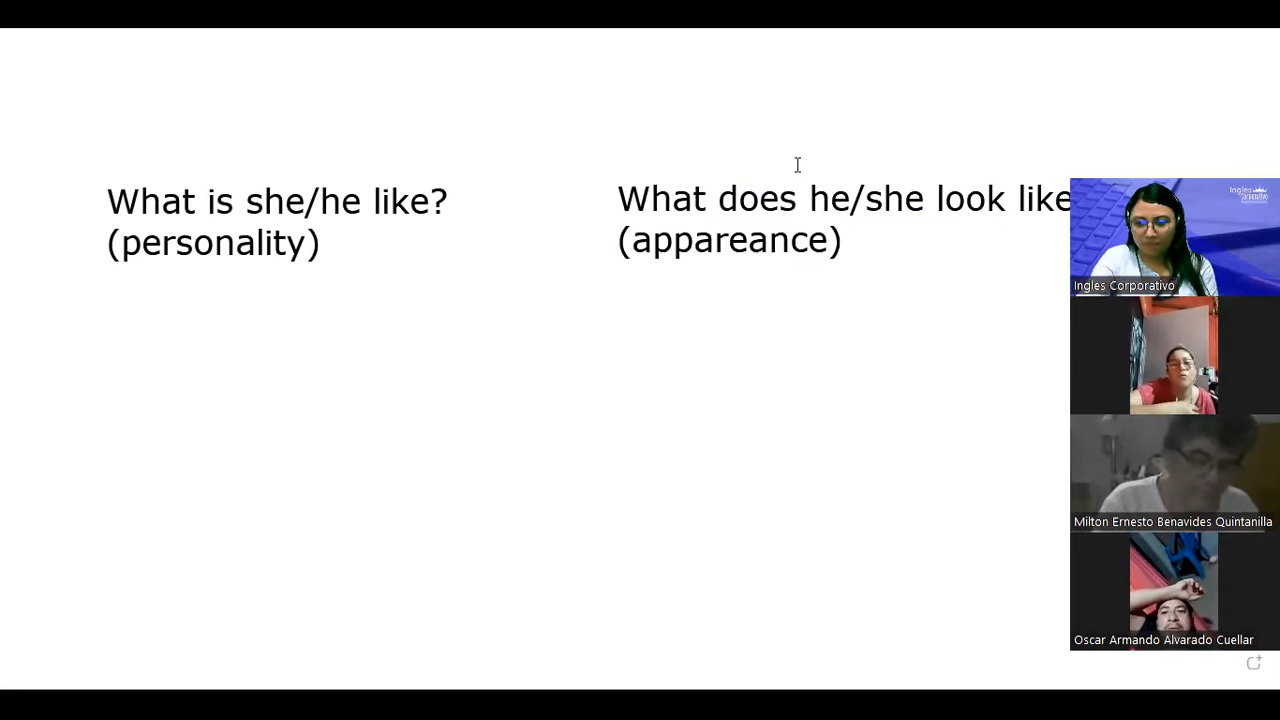 What is she/he like?
(personality)
What does he/she look like
(appareance)
Ingles Corporativo
Milton Ernesto Benavides Quintanilla
Oscar Armando Alvarado Cuellar